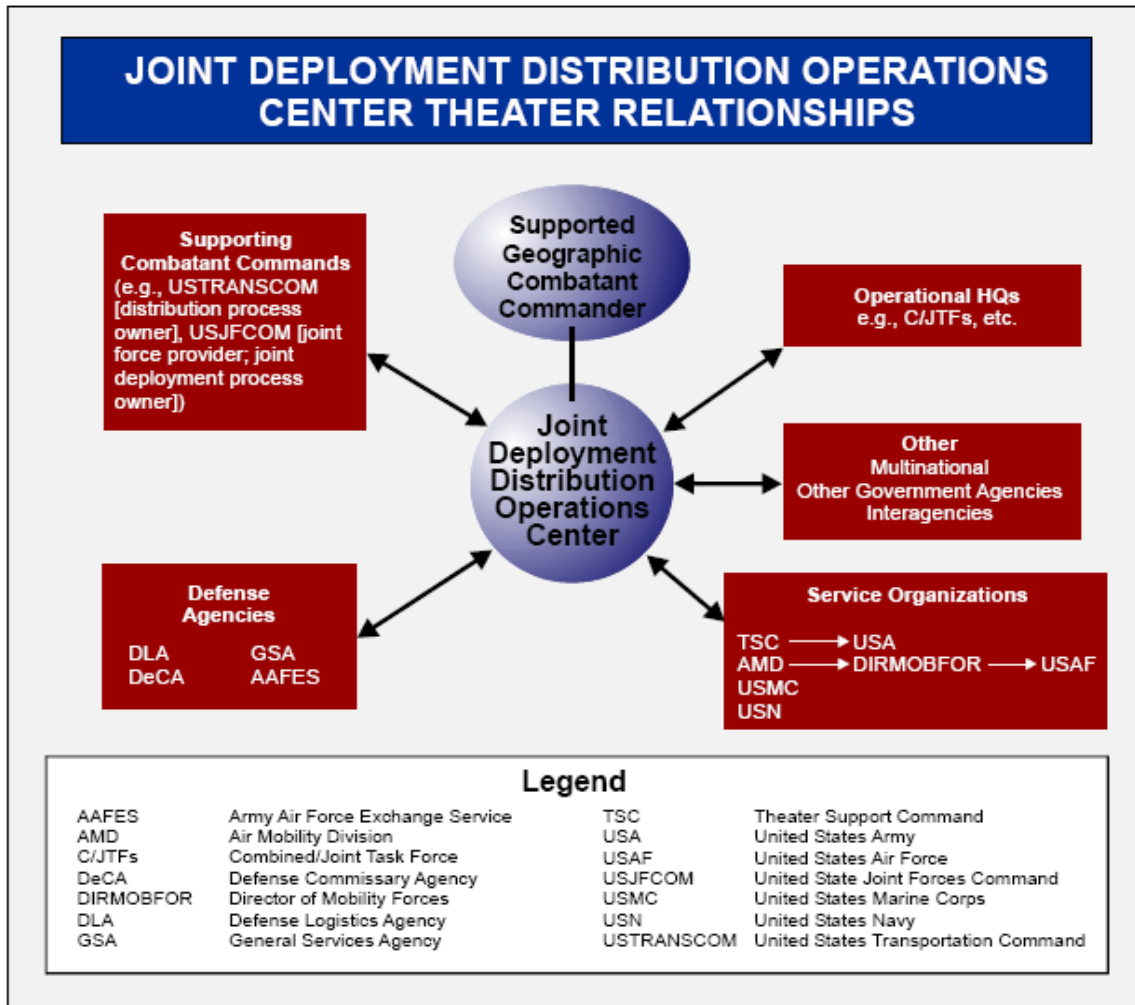 JOINT DEPLOYMENT DISTRIBUTION OPERATIONS
CENTER THEATER RELATIONSHIPS
Supported
Geographic
Combatant
Commander
Supporting
Combatant Commands
(e.g., USTRANSCOM
[distribution process
owner], USJFCOM [joint
force provider; joint
deployment process
owner])
Operational HQs
e.g., C/JTFs, etc.
Joint
Deployment
Distribution
Operations
Center
Other
Multinational
Other Government Agencies
Interagencies
Defense
Agencies
DLA GSA
DeCA AAFES
Service Organizations
TSC USA
AMD DIRMOBFOR USAF
USMC
USN
Legend
AAFES Army Air Force Exchange Service
AMD Air Mobility Division
C/JTFs Combined/Joint Task Force
DeCA Defense Commissary Agency
DIRMOBFOR Director of Mobility Forces
DLA Defense Logistics Agency
GSA General Services Agency
TSC Theater Support Command
USA United States Army
USAF United States Air Force
USJFCOM United State Joint Forces Command
USMC United States Marine Corps
USN United States Navy
USTRANSCOM United States Transportation Command